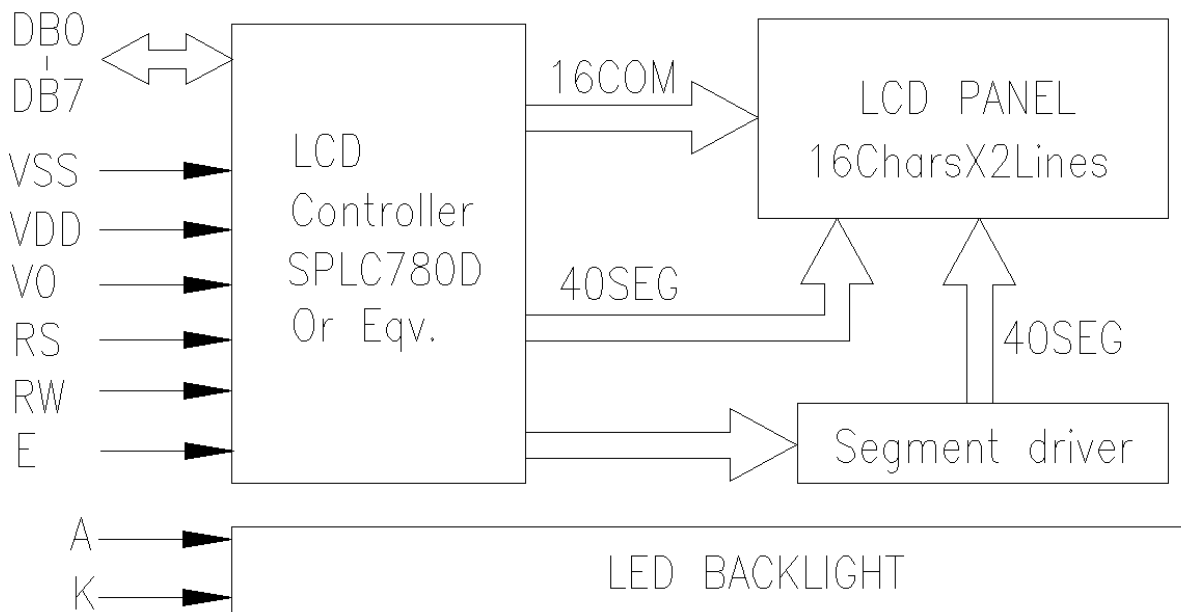 DB0
-
DB7
VSS
VDD
V0
RS
RW
E
A
K
LCD
Controller
SPLC780D
Or Eqv.
16COM
40SEG
LCD PANEL
16CharsX2Lines
40SEG
Segment driver
LED BACKLIGHT